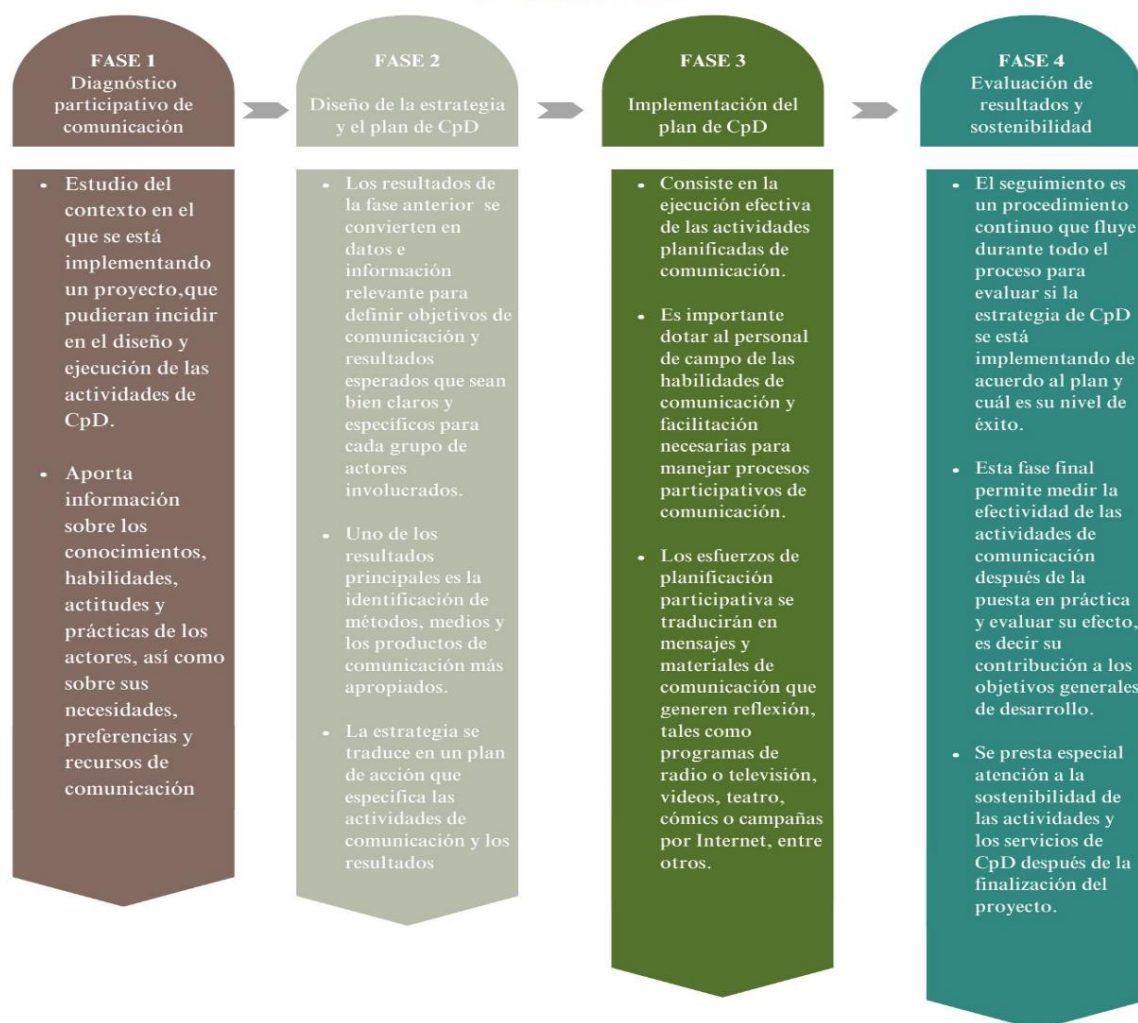 FASE 1
Diagnóstico
participativo de
comunicación
• Estudio del
contexto en el
que se está
implementando
un proyecto,que
pudieran incidir
en el diseño y
ejecución de las
actividades de
CpD.
• Aporta
información
sobre los
conocimientos,
habilidades,
actitudes y
prácticas de los
actores, así como
sobre sus
necesidades,
preferencias y
recursos de
comunicación
FASE 2
Diseño de la estrategia
y el plan de CpD
• Los resultados de
la fase anterior se
convierten en
datos e
información
relevante para
definir objetivos de
comunicación y
resultados
esperados que sean
bien claros y
específicos para
cada grupo de
actores
involucrados.
• Uno de los
resultados
principales es la
identificación de
métodos, medios y
los productos de
comunicación más
apropiados.
• La estrategia se
traduce en un plan
de acción que
especifica las
actividades de
comunicación y los
resultados
FASE 3
Implementación del
plan de CpD
• Consiste en la
ejecución efectiva
de las actividades
planificadas de
comunicación.
• Es importante
dotar al personal
de campo de las
habilidades de
comunicación y
facilitación
necesarias para
manejar procesos
participativos de
comunicación.
• Los esfuerzos de
planificación
participativa se
traducirán en
mensajes y
materiales de
comunicación que
generen reflexión,
tales como
programas de
radio o televisión,
videos, teatro,
cómics o campañas
por Internet, entre
otros.
FASE 4
Evaluación de
resultados y
sostenibilidad
• El seguimiento es
un procedimiento
continuo que fluye
durante todo el
proceso para
evaluar si la
estrategia de CpD
se está
implementando de
acuerdo al plan y
cuál es su nivel de
éxito.
• Esta fase final
permite medir la
efectividad de las
actividades de
comunicación
después de la
puesta en práctica
y evaluar su efecto,
es decir su
contribución a los
objetivos generales
de desarrollo.
• Se presta especial
atención a la
sostenibilidad de
las actividades y
los servicios de
CpD después de la
finalización del
proyecto.